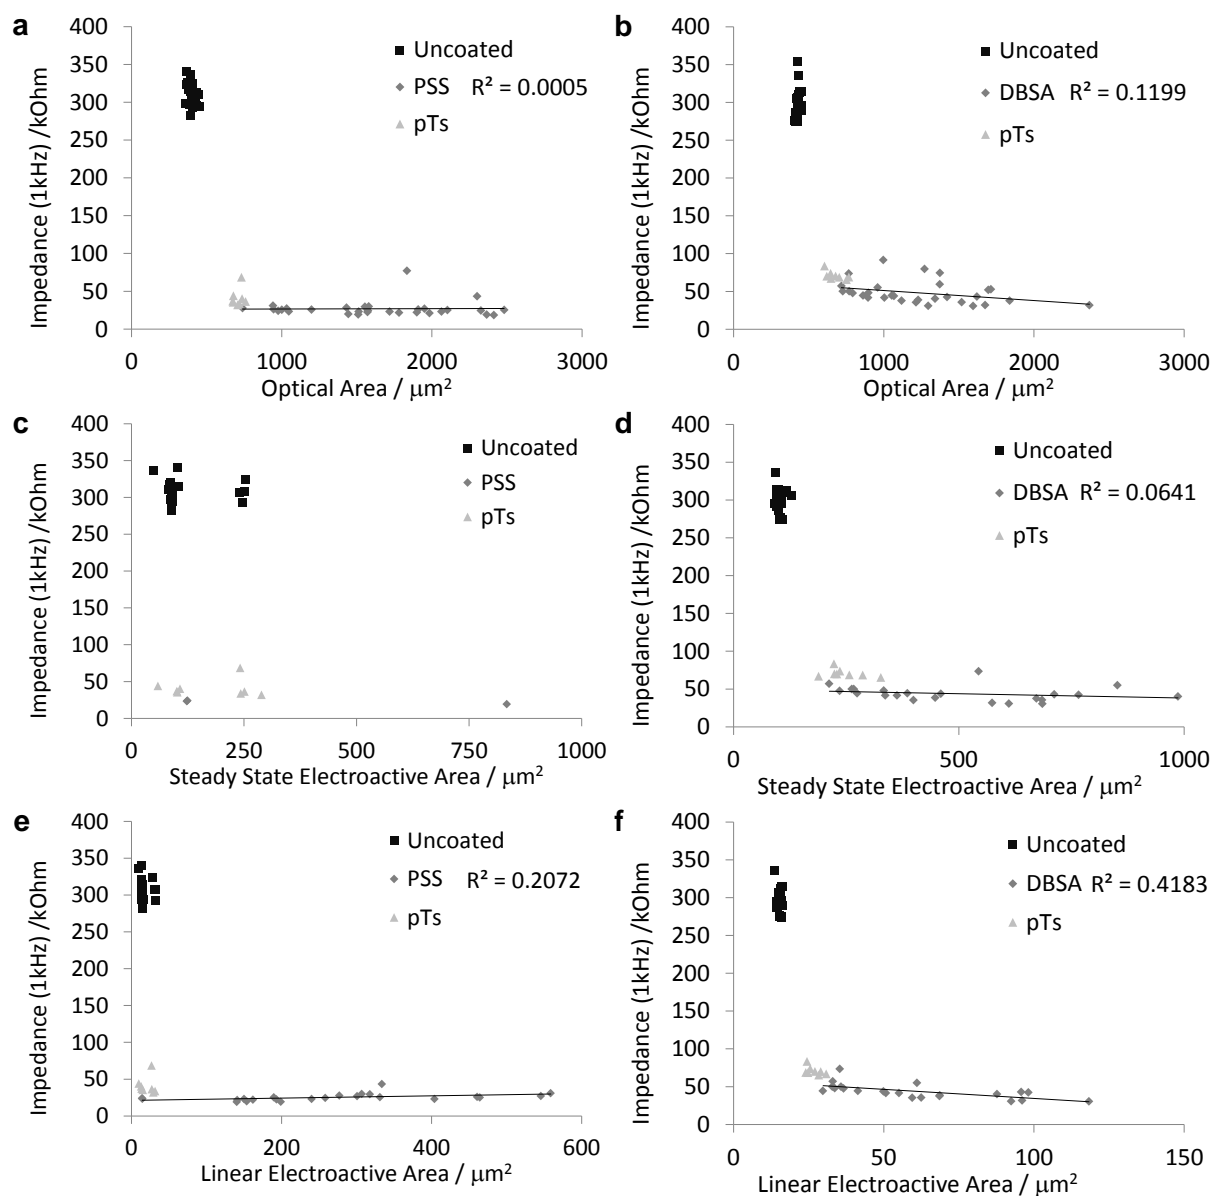 a
400
350
300
250
200
150
100
50
0
Impedance (1kHz) /kOhm
Uncoated
PSS R² = 0.0005
pTs
0 1000 2000 3000
Optical Area / μm²
b
400
350
300
250
200
150
100
50
0
Impedance (1kHz) /kOhm
Uncoated
DBSA R² = 0.1199
pTs
0 1000 2000 3000
Optical Area / μm²
c
400
350
300
250
200
150
100
50
0
Impedance (1kHz) /kOhm
Uncoated
PSS
pTs
0 250 500 750 1000
Steady State Electroactive Area / μm²
d
400
350
300
250
200
150
100
50
0
Impedance (1kHz) /kOhm
Uncoated
DBSA R² = 0.0641
pTs
0 500 1000
Steady State Electroactive Area / μm²
e
400
350
300
250
200
150
100
50
0
Impedance (1kHz) /kOhm
Uncoated
PSS R² = 0.2072
pTs
0 200 400 600
Linear Electroactive Area / μm²
f
400
350
300
250
200
150
100
50
0
Impedance (1kHz) /kOhm
Uncoated
DBSA R² = 0.4183
pTs
0 50 100 150
Linear Electroactive Area / μm²